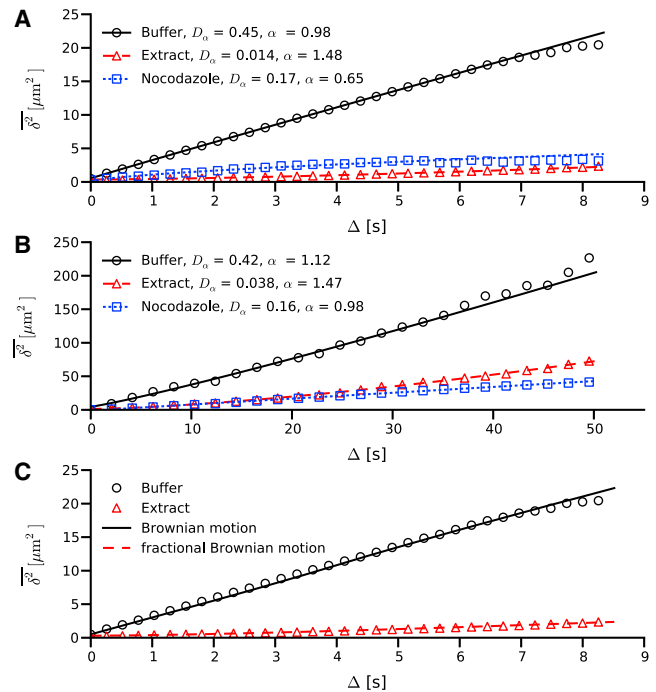 A
25
20
15
10
5
0
δ² [μm²]
Buffer, Dα = 0.45, α = 0.98
Extract, Dα = 0.014, α = 1.48
Nocodazole, Dα = 0.17, α = 0.65
0 1 2 3 4 5 6 7 8 9
Δ [s]
B
250
200
150
100
50
0
δ² [μm²]
Buffer, Dα = 0.42, α = 1.12
Extract, Dα = 0.038, α = 1.47
Nocodazole, Dα = 0.16, α = 0.98
0 10 20 30 40 50
Δ [s]
C
25
20
15
10
5
0
δ² [μm²]
Buffer
Extract
Brownian motion
fractional Brownian motion
0 1 2 3 4 5 6 7 8 9
Δ [s]